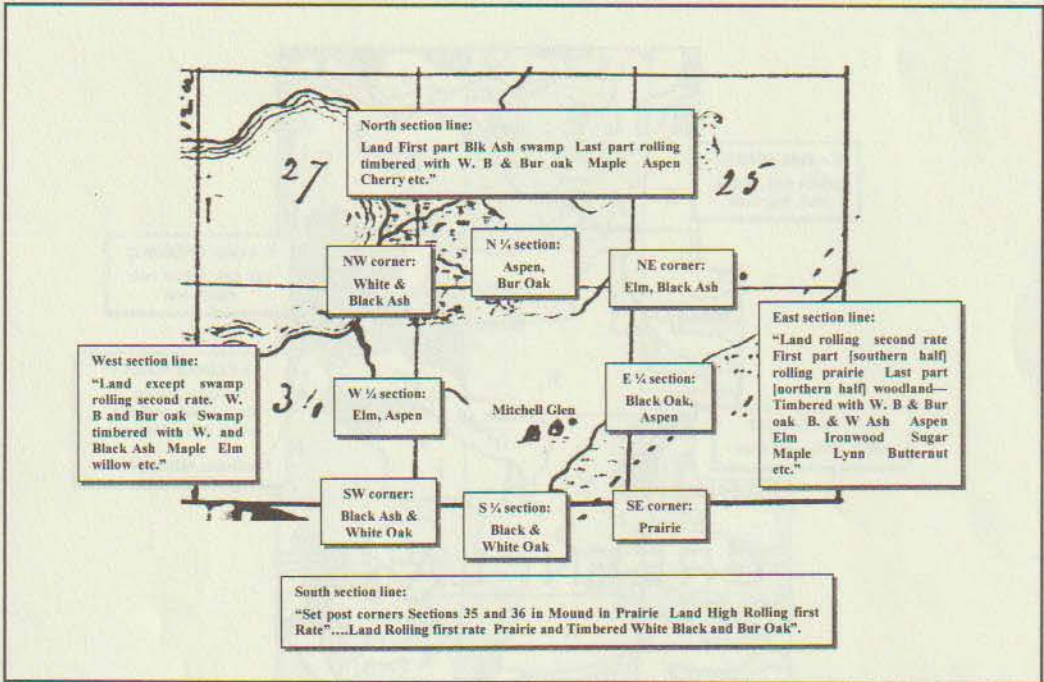 North section line:
Land First part Blk Ash swamp Last part rolling
timbered with W. B & Bur oak Maple Aspen
Cherry etc."
27
25
NW corner:
White &
Black Ash
N ¼ section:
Aspen,
Bur Oak
NE corner:
Elm, Black Ash
West section line:
"Land except swamp
rolling second rate. W.
B and Bur oak Swamp
timbered with W. and
Black Ash Maple Elm
willow etc."
W ¼ section:
Elm, Aspen
Mitchell Glen
E ¼ section:
Black Oak,
Aspen
East section line:
"Land rolling second rate
First part [southern half]
rolling prairie Last part
[northern half] woodland—
Timbered with W. B & Bur
oak B. & W Ash Aspen
Elm Ironwood Sugar
Maple Lynn Butternut
etc."
SW corner:
Black Ash &
White Oak
S ¼ section:
Black &
White Oak
SE corner:
Prairie
South section line:
"Set post corners Sections 35 and 36 in Mound in Prairie Land High Rolling first
Rate"....Land Rolling first rate Prairie and Timbered White Black and Bur Oak".